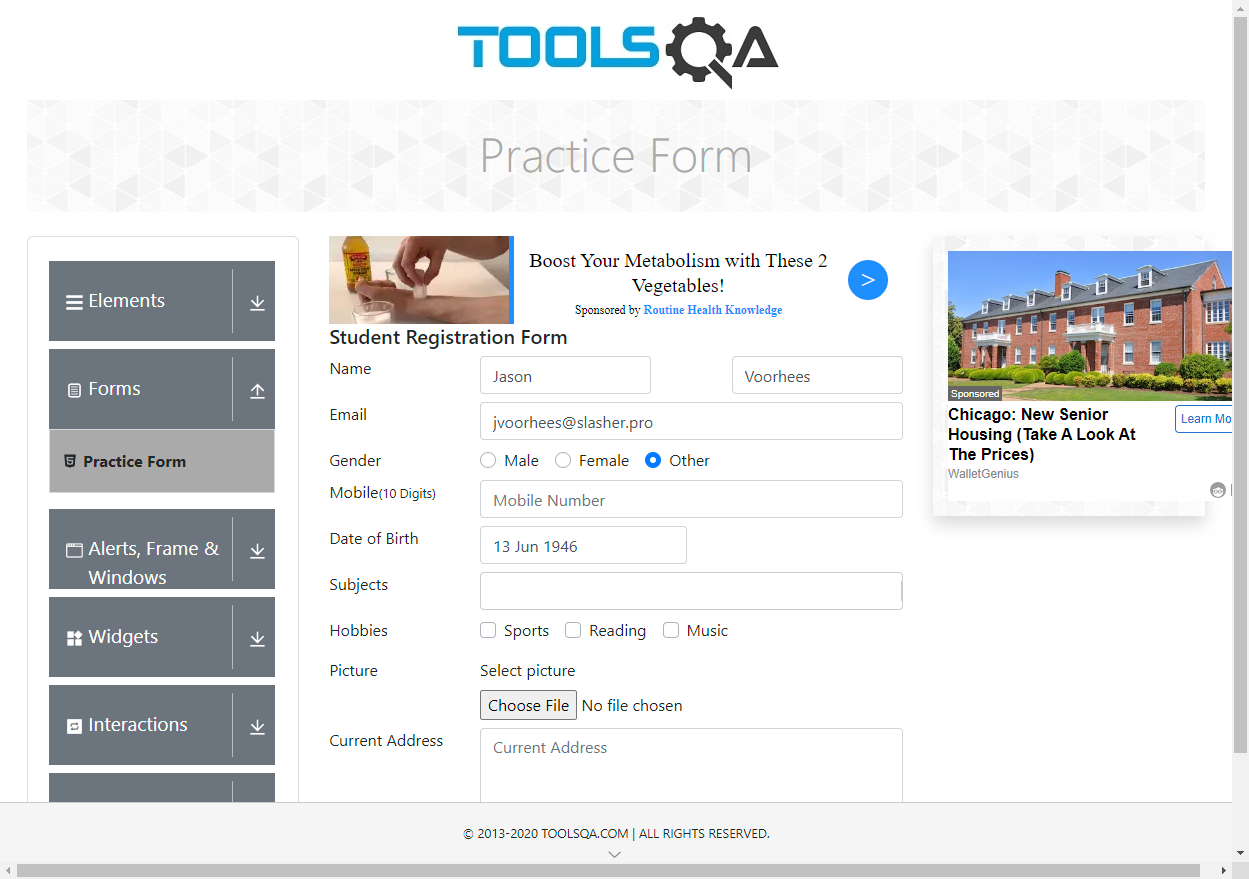 TOOLSQA
Practice Form
Elements
Forms
Practice Form
Alerts, Frame &
Windows
Widgets
Interactions
Boost Your Metabolism with These 2
Vegetables!
Sponsored by Routine Health Knowledge
>
Student Registration Form
Name
Jason
Voorhees
Email
jvoorhees@slasher.pro
Gender
Male
Female
Other
Mobile(10 Digits)
Mobile Number
Date of Birth
13 Jun 1946
Subjects
Hobbies
Sports
Reading
Music
Picture
Select picture
Choose File No file chosen
Current Address
Current Address
Sponsored
Chicago: New Senior
Housing (Take A Look At
The Prices)
WalletGenius
Learn Mo
© 2013-2020 TOOLSQA.COM | ALL RIGHTS RESERVED.